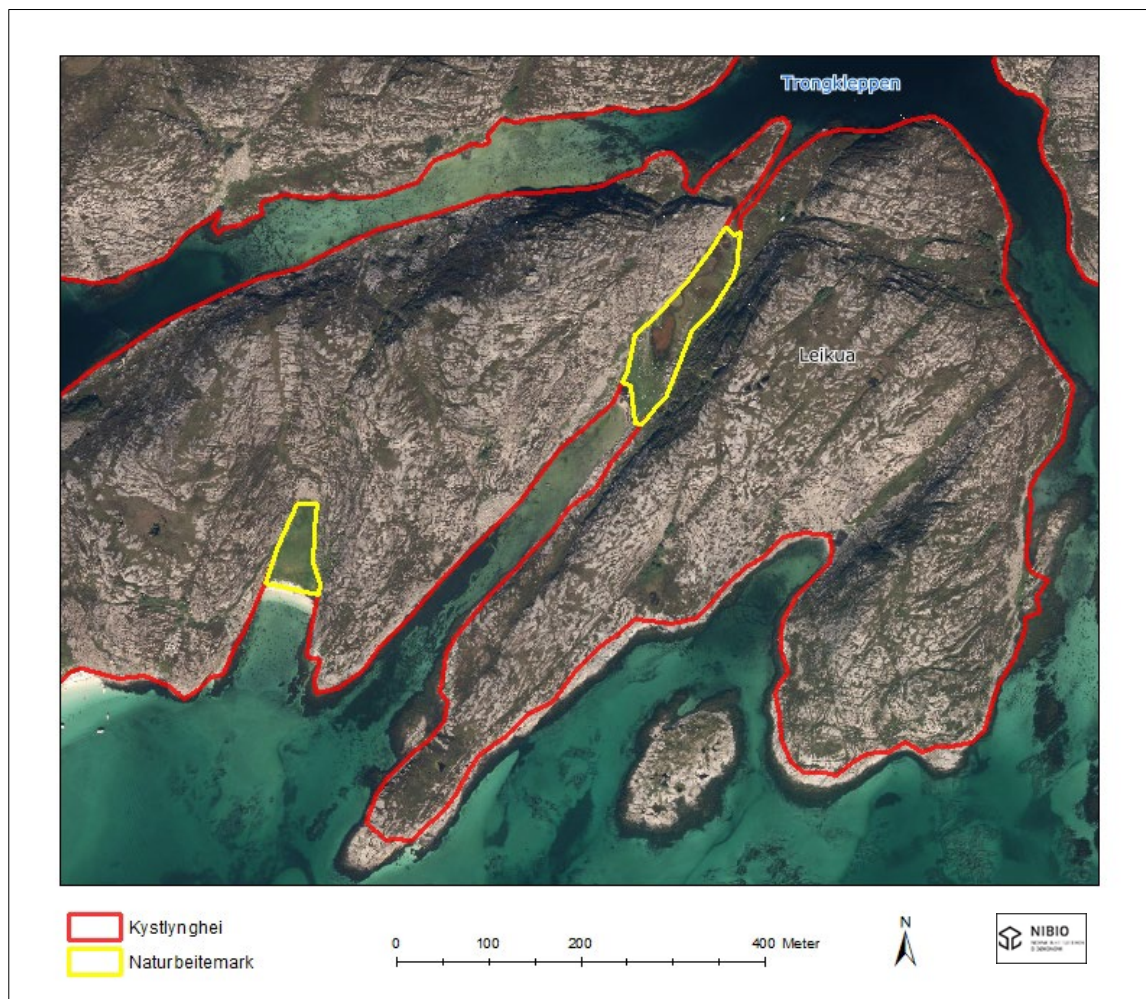 Trongkleppen
Leikua
Kystlynghei
Naturbeitemark
0 100 200 400 Meter
N
NIBIO